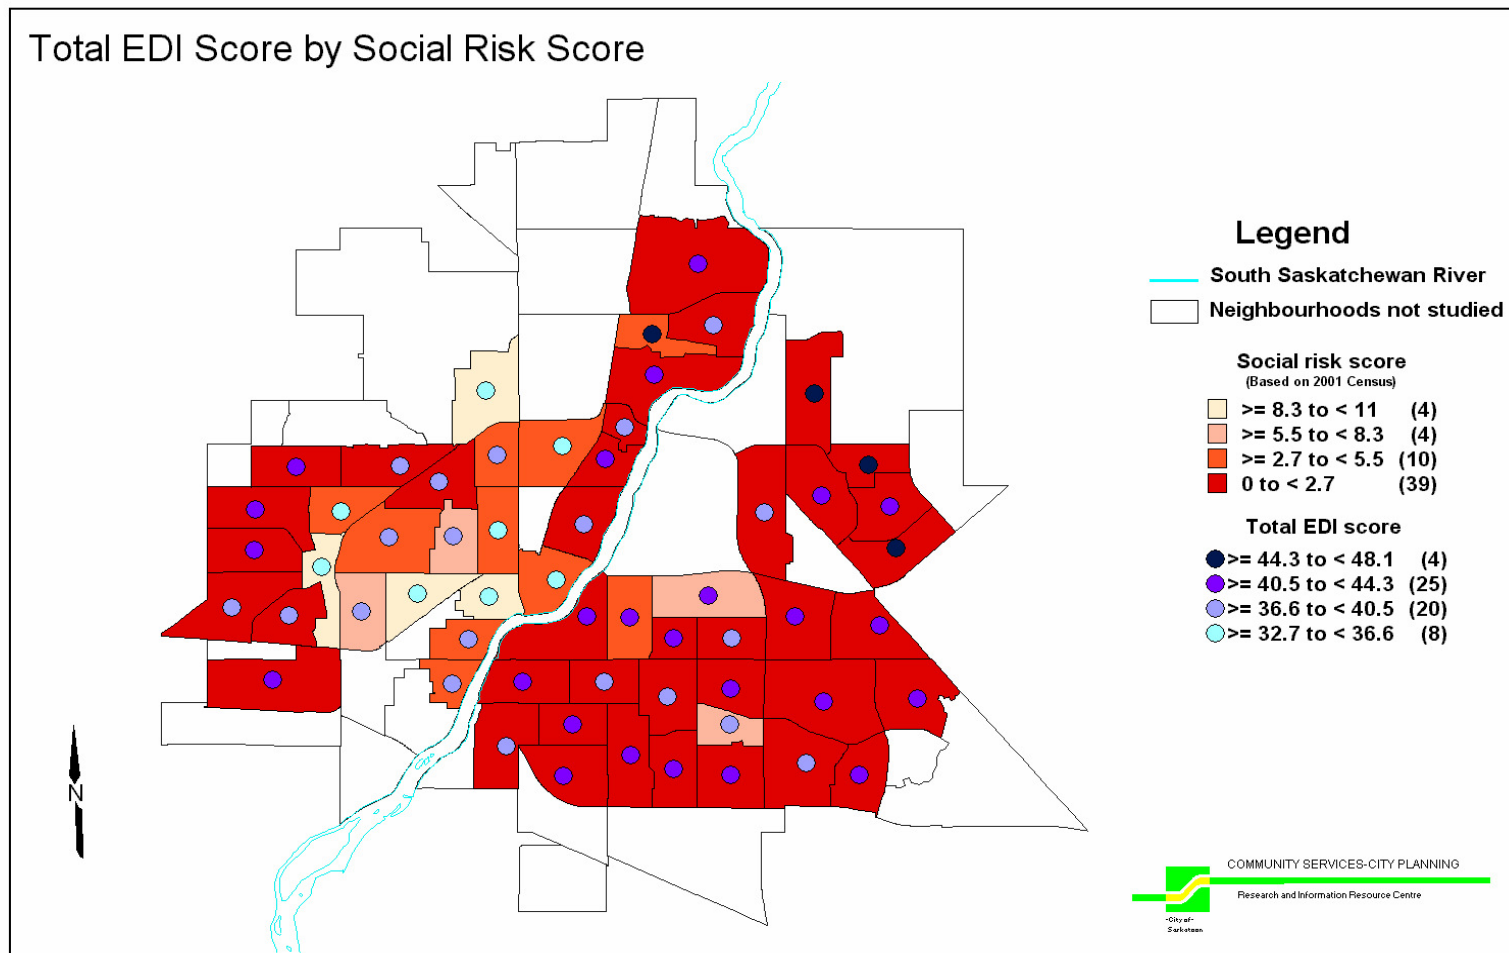 Total EDI Score by Social Risk Score
Legend
South Saskatchewan River
Neighbourhoods not studied
Social risk score
(Based on 2001 Census)
>= 8.3 to < 11 (4)
>= 5.5 to < 8.3 (4)
>= 2.7 to < 5.5 (10)
0 to < 2.7 (39)
Total EDI score
>= 44.3 to < 48.1 (4)
>= 40.5 to < 44.3 (25)
>= 36.6 to < 40.5 (20)
>= 32.7 to < 36.6 (8)
N
COMMUNITY SERVICES-CITY PLANNING
Research and Information Resource Centre
-City of-
Saskatoon